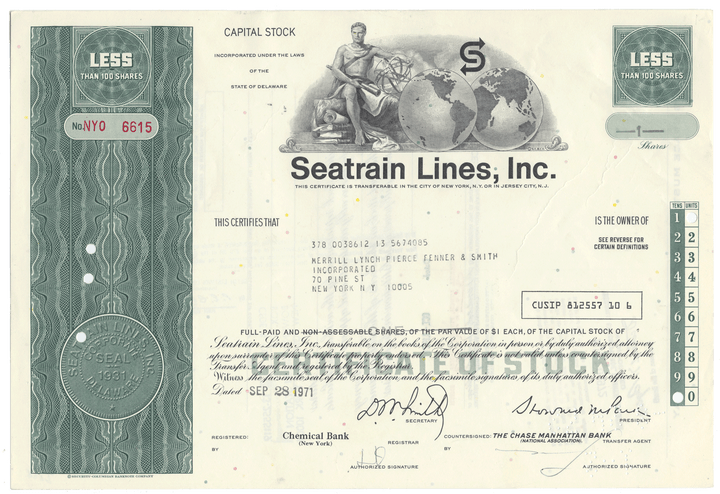 CAPITAL STOCK
INCORPORATED UNDER THE LAWS
OF THE
STATE OF DELAWARE
LESS
THAN 100 SHARES
No. NYO 6615
LESS
THAN 100 SHARES
1
Shares
Seatrain Lines, Inc.
THIS CERTIFICATE IS TRANSFERABLE IN THE CITY OF NEW YORK, N.Y. OR IN JERSEY CITY, N.J.
THIS CERTIFIES THAT
IS THE OWNER OF
SEE REVERSE FOR
CERTAIN DEFINITIONS
TENS UNITS
1
2 2
3 3
4 4
5 5
6 6
7 7
8 8
9 9
0
378 0038612 13 5674085
MERRILL LYNCH PIERCE FENNER & SMITH
INCORPORATED
70 PINE ST
NEW YORK N Y 10005
CUSIP 812557 10 6
FULL-PAID AND NON-ASSESSABLE SHARES, OF THE PAR VALUE OF $1 EACH, OF THE CAPITAL STOCK OF
Seatrain Lines, Inc., transferable on the books of the Corporation in person or by duly authorized attorney
upon surrender of this Certificate properly endorsed. This Certificate is not valid unless countersigned by the
Transfer Agent and registered by the Registrar.
CERTIFICATE OF STOCK
Witness the facsimile seal of the Corporation and the facsimile signatures of its duly authorized officers.
Dated SEP 28 1971
SEATRAIN LINES, INC.
CORPORATE
SEAL
1981
DELAWARE
SECRETARY
PRESIDENT
REGISTERED:
Chemical Bank
(New York)
REGISTRAR
BY
AUTHORIZED SIGNATURE
COUNTERSIGNED: THE CHASE MANHATTAN BANK
(NATIONAL ASSOCIATION),
TRANSFER AGENT
BY
AUTHORIZED SIGNATURE
© SECURITY-COLUMBIAN BANKNOTE COMPANY